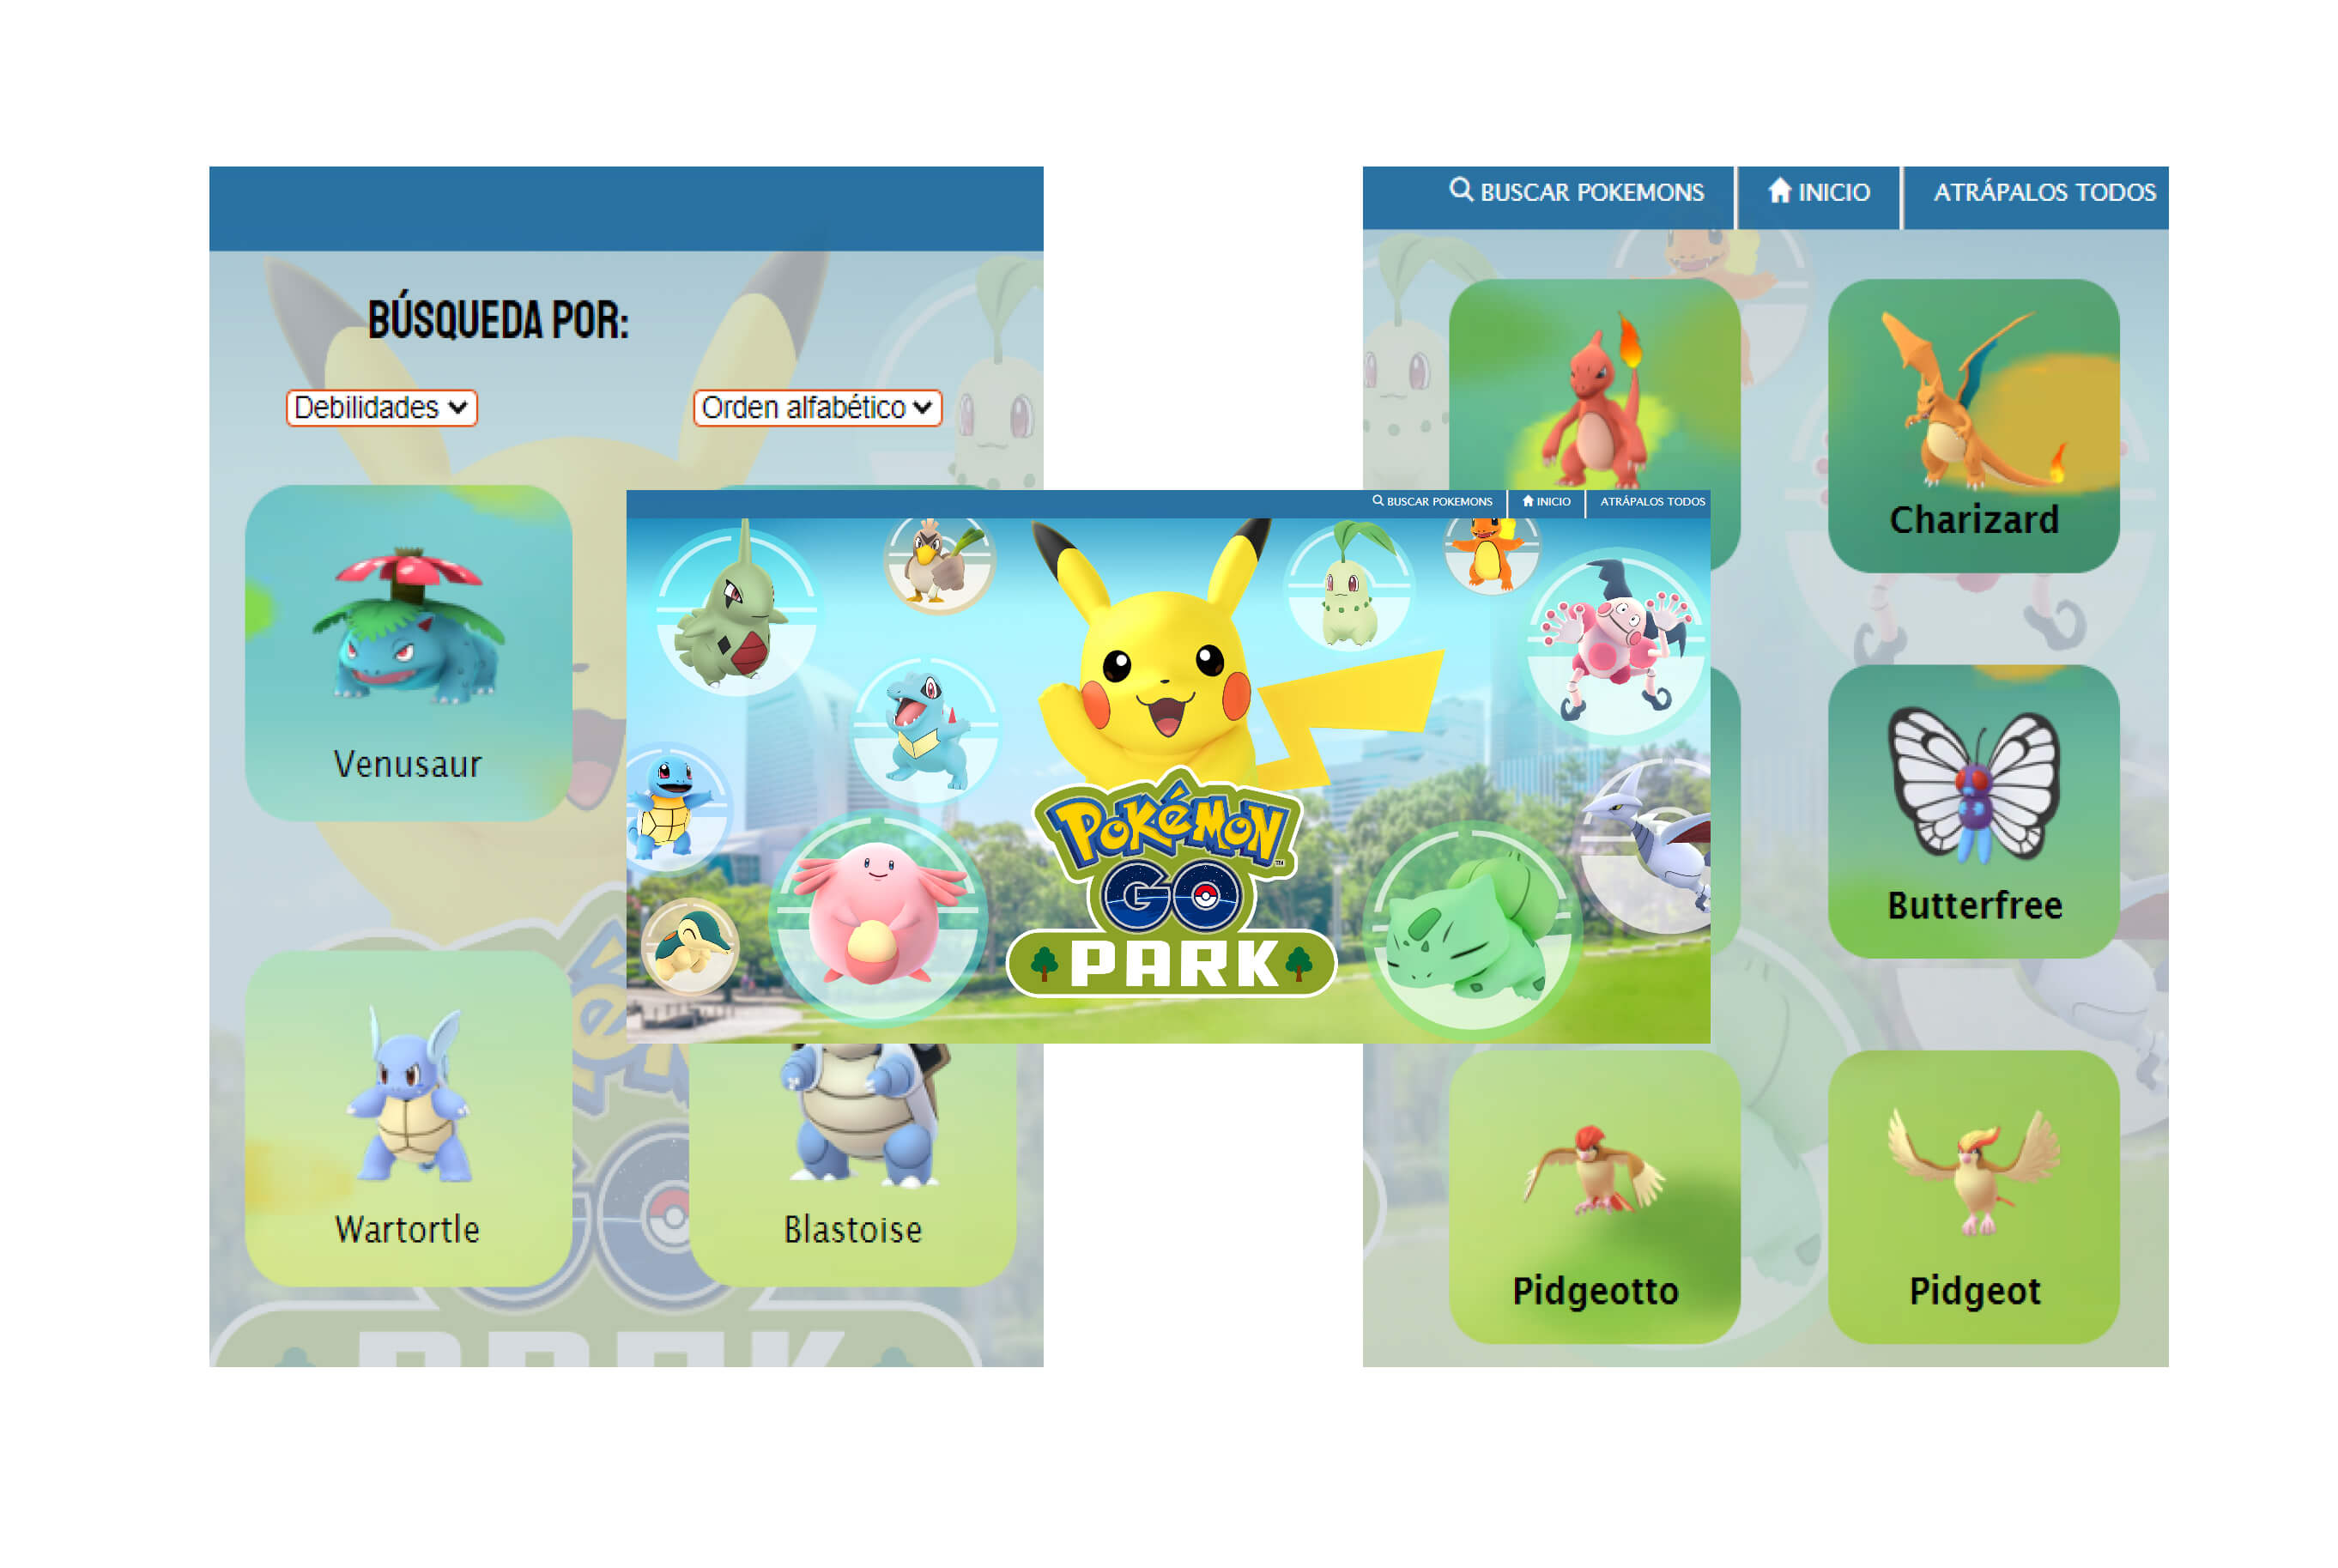 BÚSQUEDA POR:
Debilidades
Orden alfabético
Venusaur
Wartortle
Blastoise
BUSCAR POKEMONS
INICIO
ATRÁPALOS TODOS
POKéMON
TM
GO
PARK
BUSCAR POKEMONS
INICIO
ATRÁPALOS TODOS
Charizard
Butterfree
Pidgeotto
Pidgeot